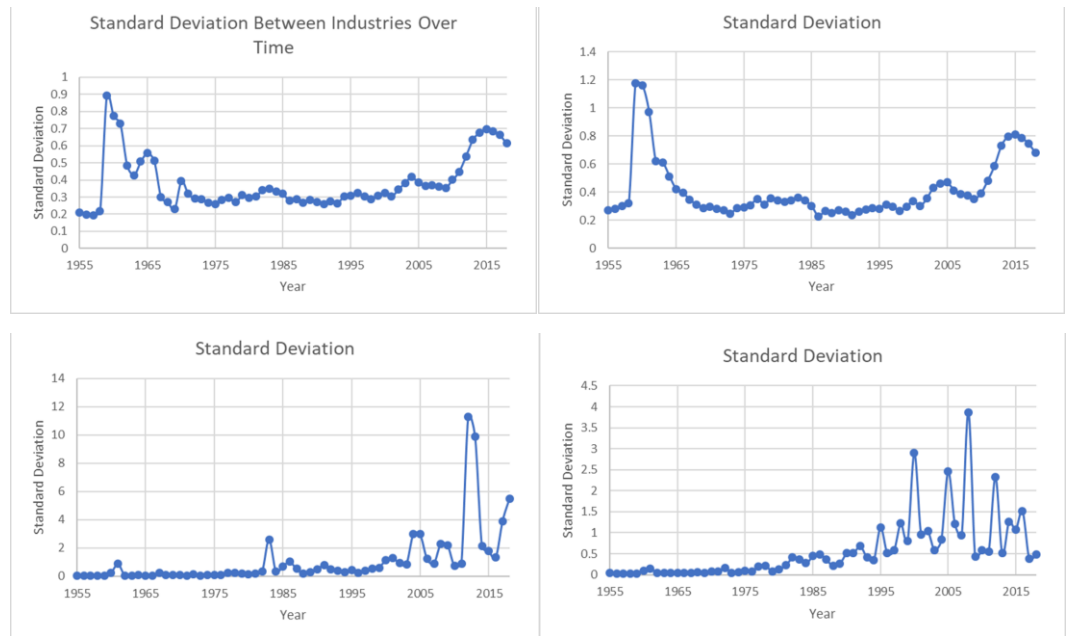 Standard Deviation Between Industries Over
Time
1
0.9
0.8
0.7
0.6
0.5
0.4
0.3
0.2
0.1
0
Standard Deviation
1955 1965 1975 1985 1995 2005 2015
Year
Standard Deviation
1.4
1.2
1
0.8
0.6
0.4
0.2
0
Standard Deviation
1955 1965 1975 1985 1995 2005 2015
Year
Standard Deviation
14
12
10
8
6
4
2
0
Standard Deviation
1955 1965 1975 1985 1995 2005 2015
Year
Standard Deviation
4.5
4
3.5
3
2.5
2
1.5
1
0.5
0
Standard Deviation
1955 1965 1975 1985 1995 2005 2015
Year